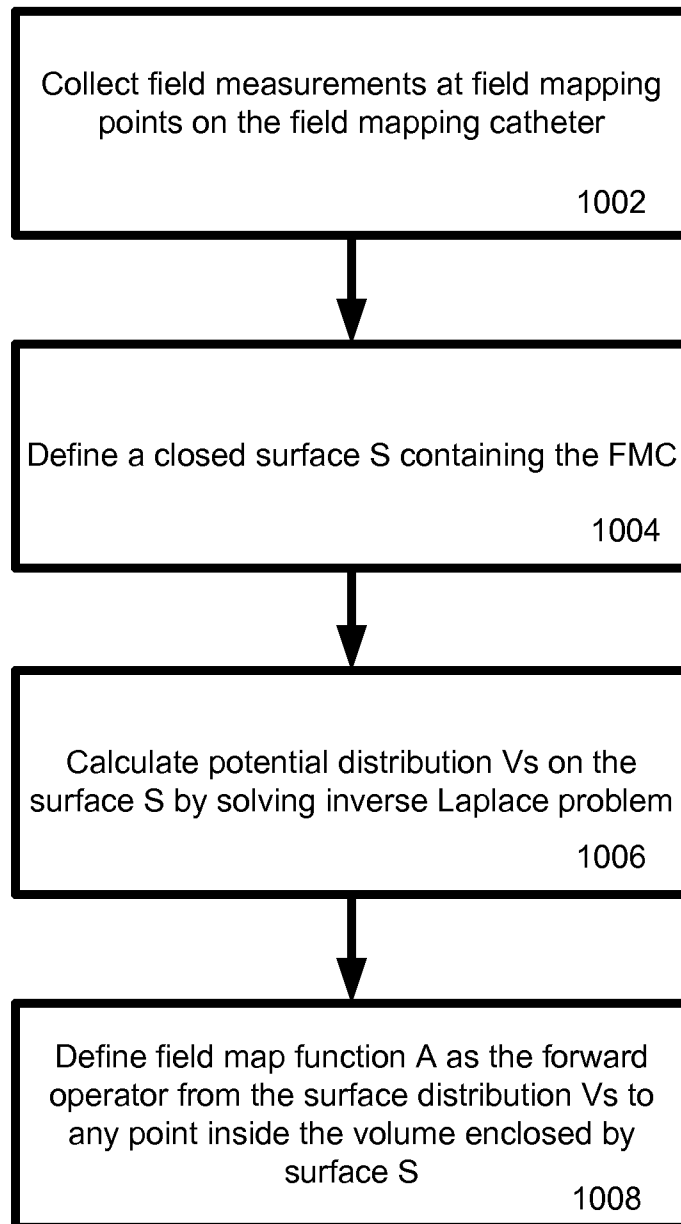 Collect field measurements at field mapping
points on the field mapping catheter
1002
Define a closed surface S containing the FMC
1004
Calculate potential distribution Vs on the
surface S by solving inverse Laplace problem
1006
Define field map function A as the forward
operator from the surface distribution Vs to
any point inside the volume enclosed by
surface S
1008